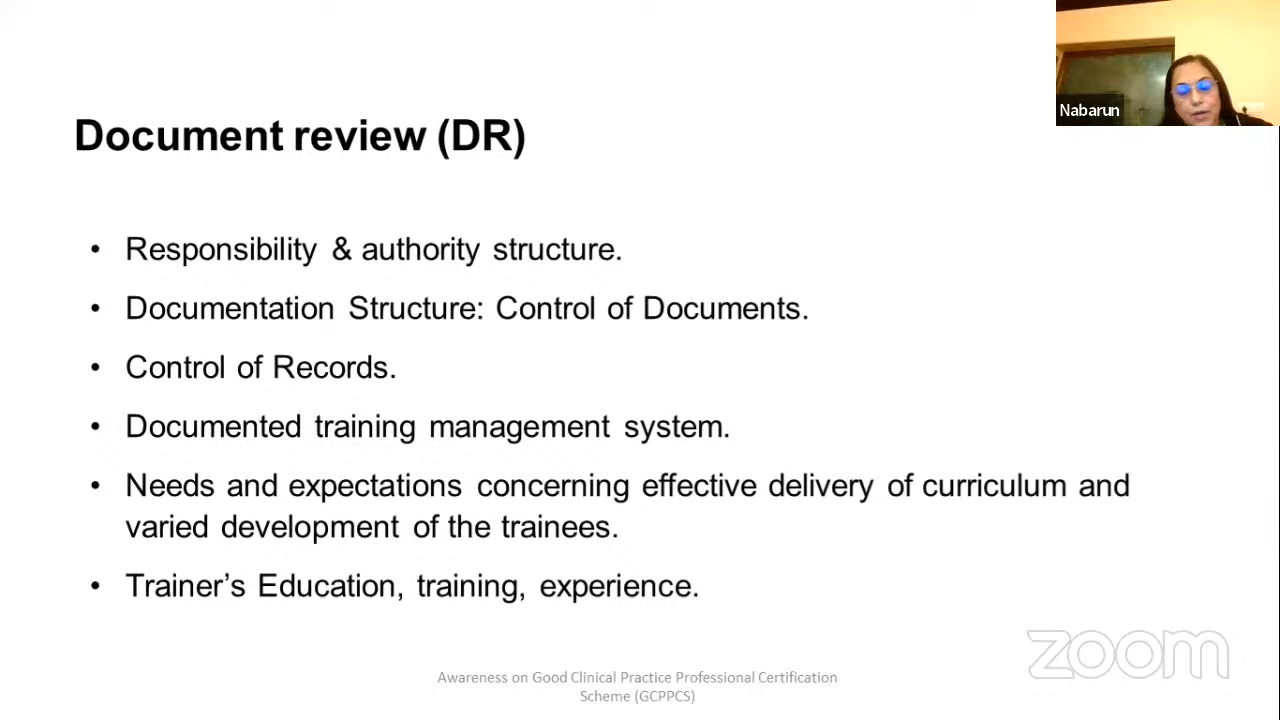 Nabarun
Document review (DR)
• Responsibility & authority structure.
• Documentation Structure: Control of Documents.
• Control of Records.
• Documented training management system.
• Needs and expectations concerning effective delivery of curriculum and
varied development of the trainees.
• Trainer’s Education, training, experience.
zoom
Awareness on Good Clinical Practice Professional Certification
Scheme (GCPPCS)